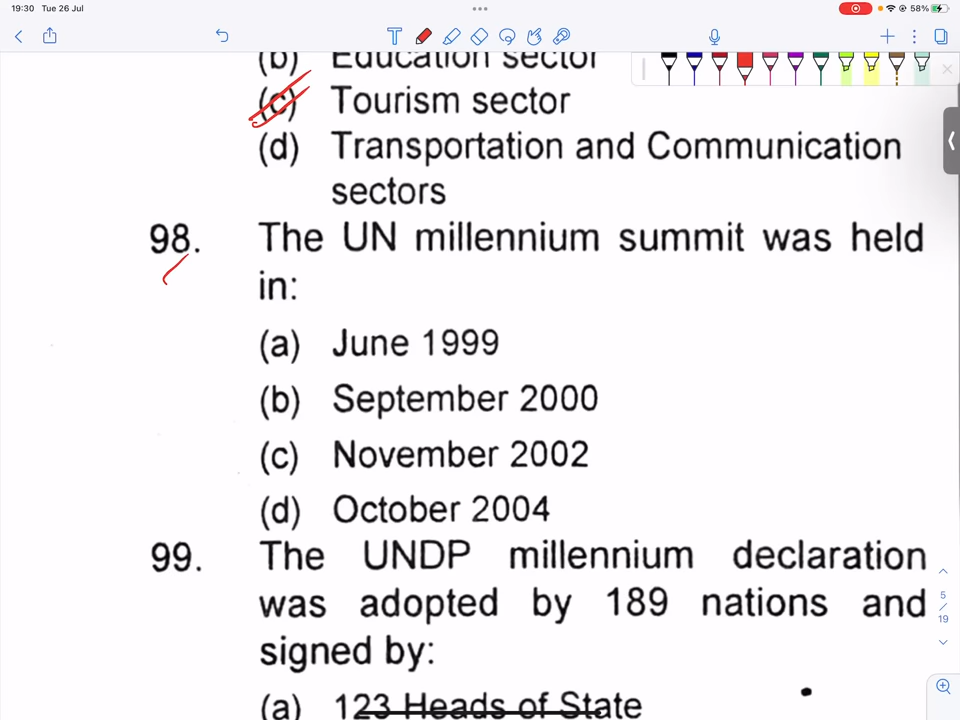 19:30 Tue 26 Jul
58%
(b) Education sector
(c) Tourism sector
(d) Transportation and Communication
sectors
98. The UN millennium summit was held
in:
(a) June 1999
(b) September 2000
(c) November 2002
(d) October 2004
99. The UNDP millennium declaration
was adopted by 189 nations and
signed by:
(a) 123 Heads of State
5
/
19